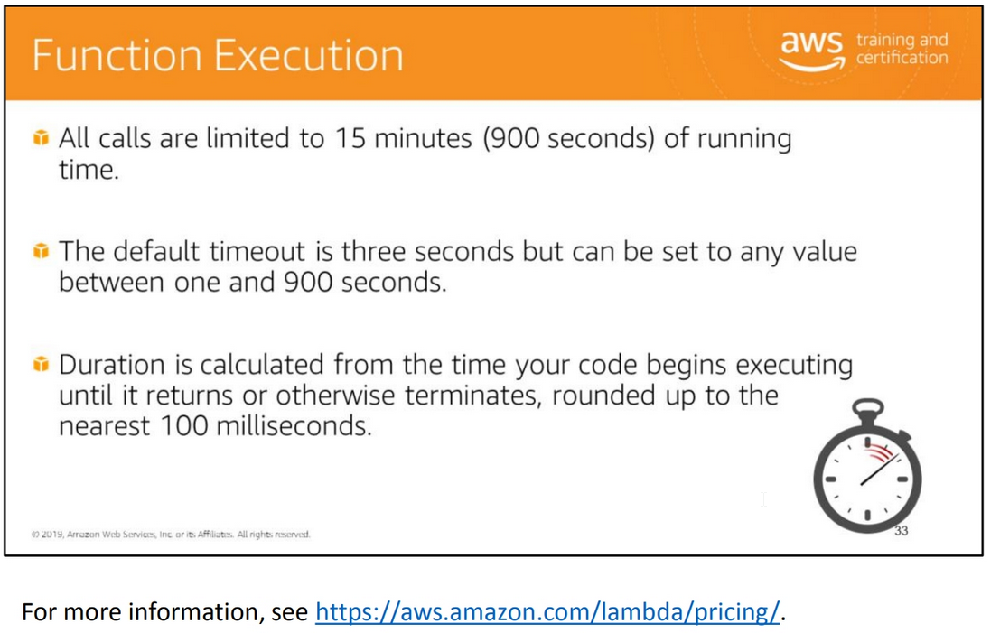 Function Execution
aws training and
certification
All calls are limited to 15 minutes (900 seconds) of running
time.
The default timeout is three seconds but can be set to any value
between one and 900 seconds.
Duration is calculated from the time your code begins executing
until it returns or otherwise terminates, rounded up to the
nearest 100 milliseconds.
© 2019, Amazon Web Services, Inc. or its Affiliates. All rights reserved.
33
For more information, see https://aws.amazon.com/lambda/pricing/.